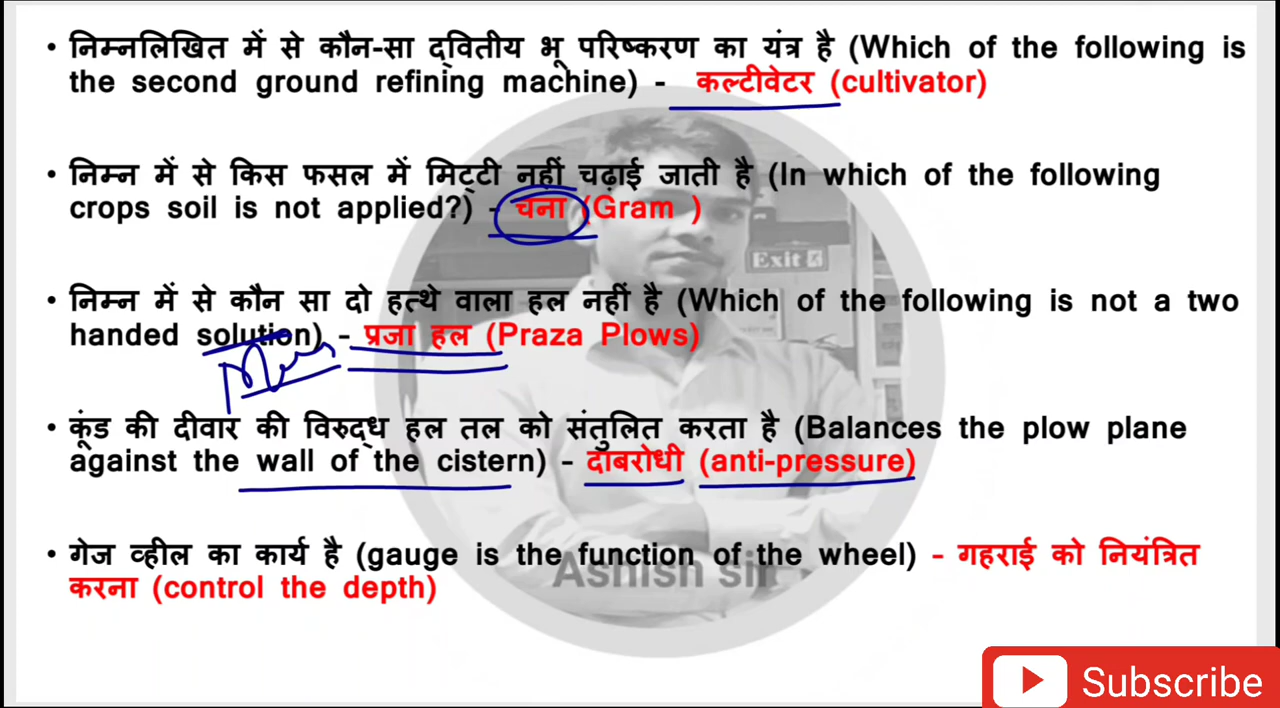 • निम्नलिखित में से कौन-सा द्वितीय भू परिष्करण का यंत्र है (Which of the following is
the second ground refining machine) - कल्टीवेटर (cultivator)
• निम्न में से किस फसल में मिट्टी नहीं चढ़ाई जाती है (In which of the following
crops soil is not applied?) - चना (Gram )
• निम्न में से कौन सा दो हत्थे वाला हल नहीं है (Which of the following is not a two
handed solution) - प्रजा हल (Praza Plows)
• कूंड की दीवार की विरुद्ध हल तल को संतुलित करता है (Balances the plow plane
against the wall of the cistern) - दाबरोधी (anti-pressure)
• गेज व्हील का कार्य है (gauge is the function of the wheel) - गहराई को नियंत्रित
करना (control the depth)
Exit
Ashish sir
Subscribe